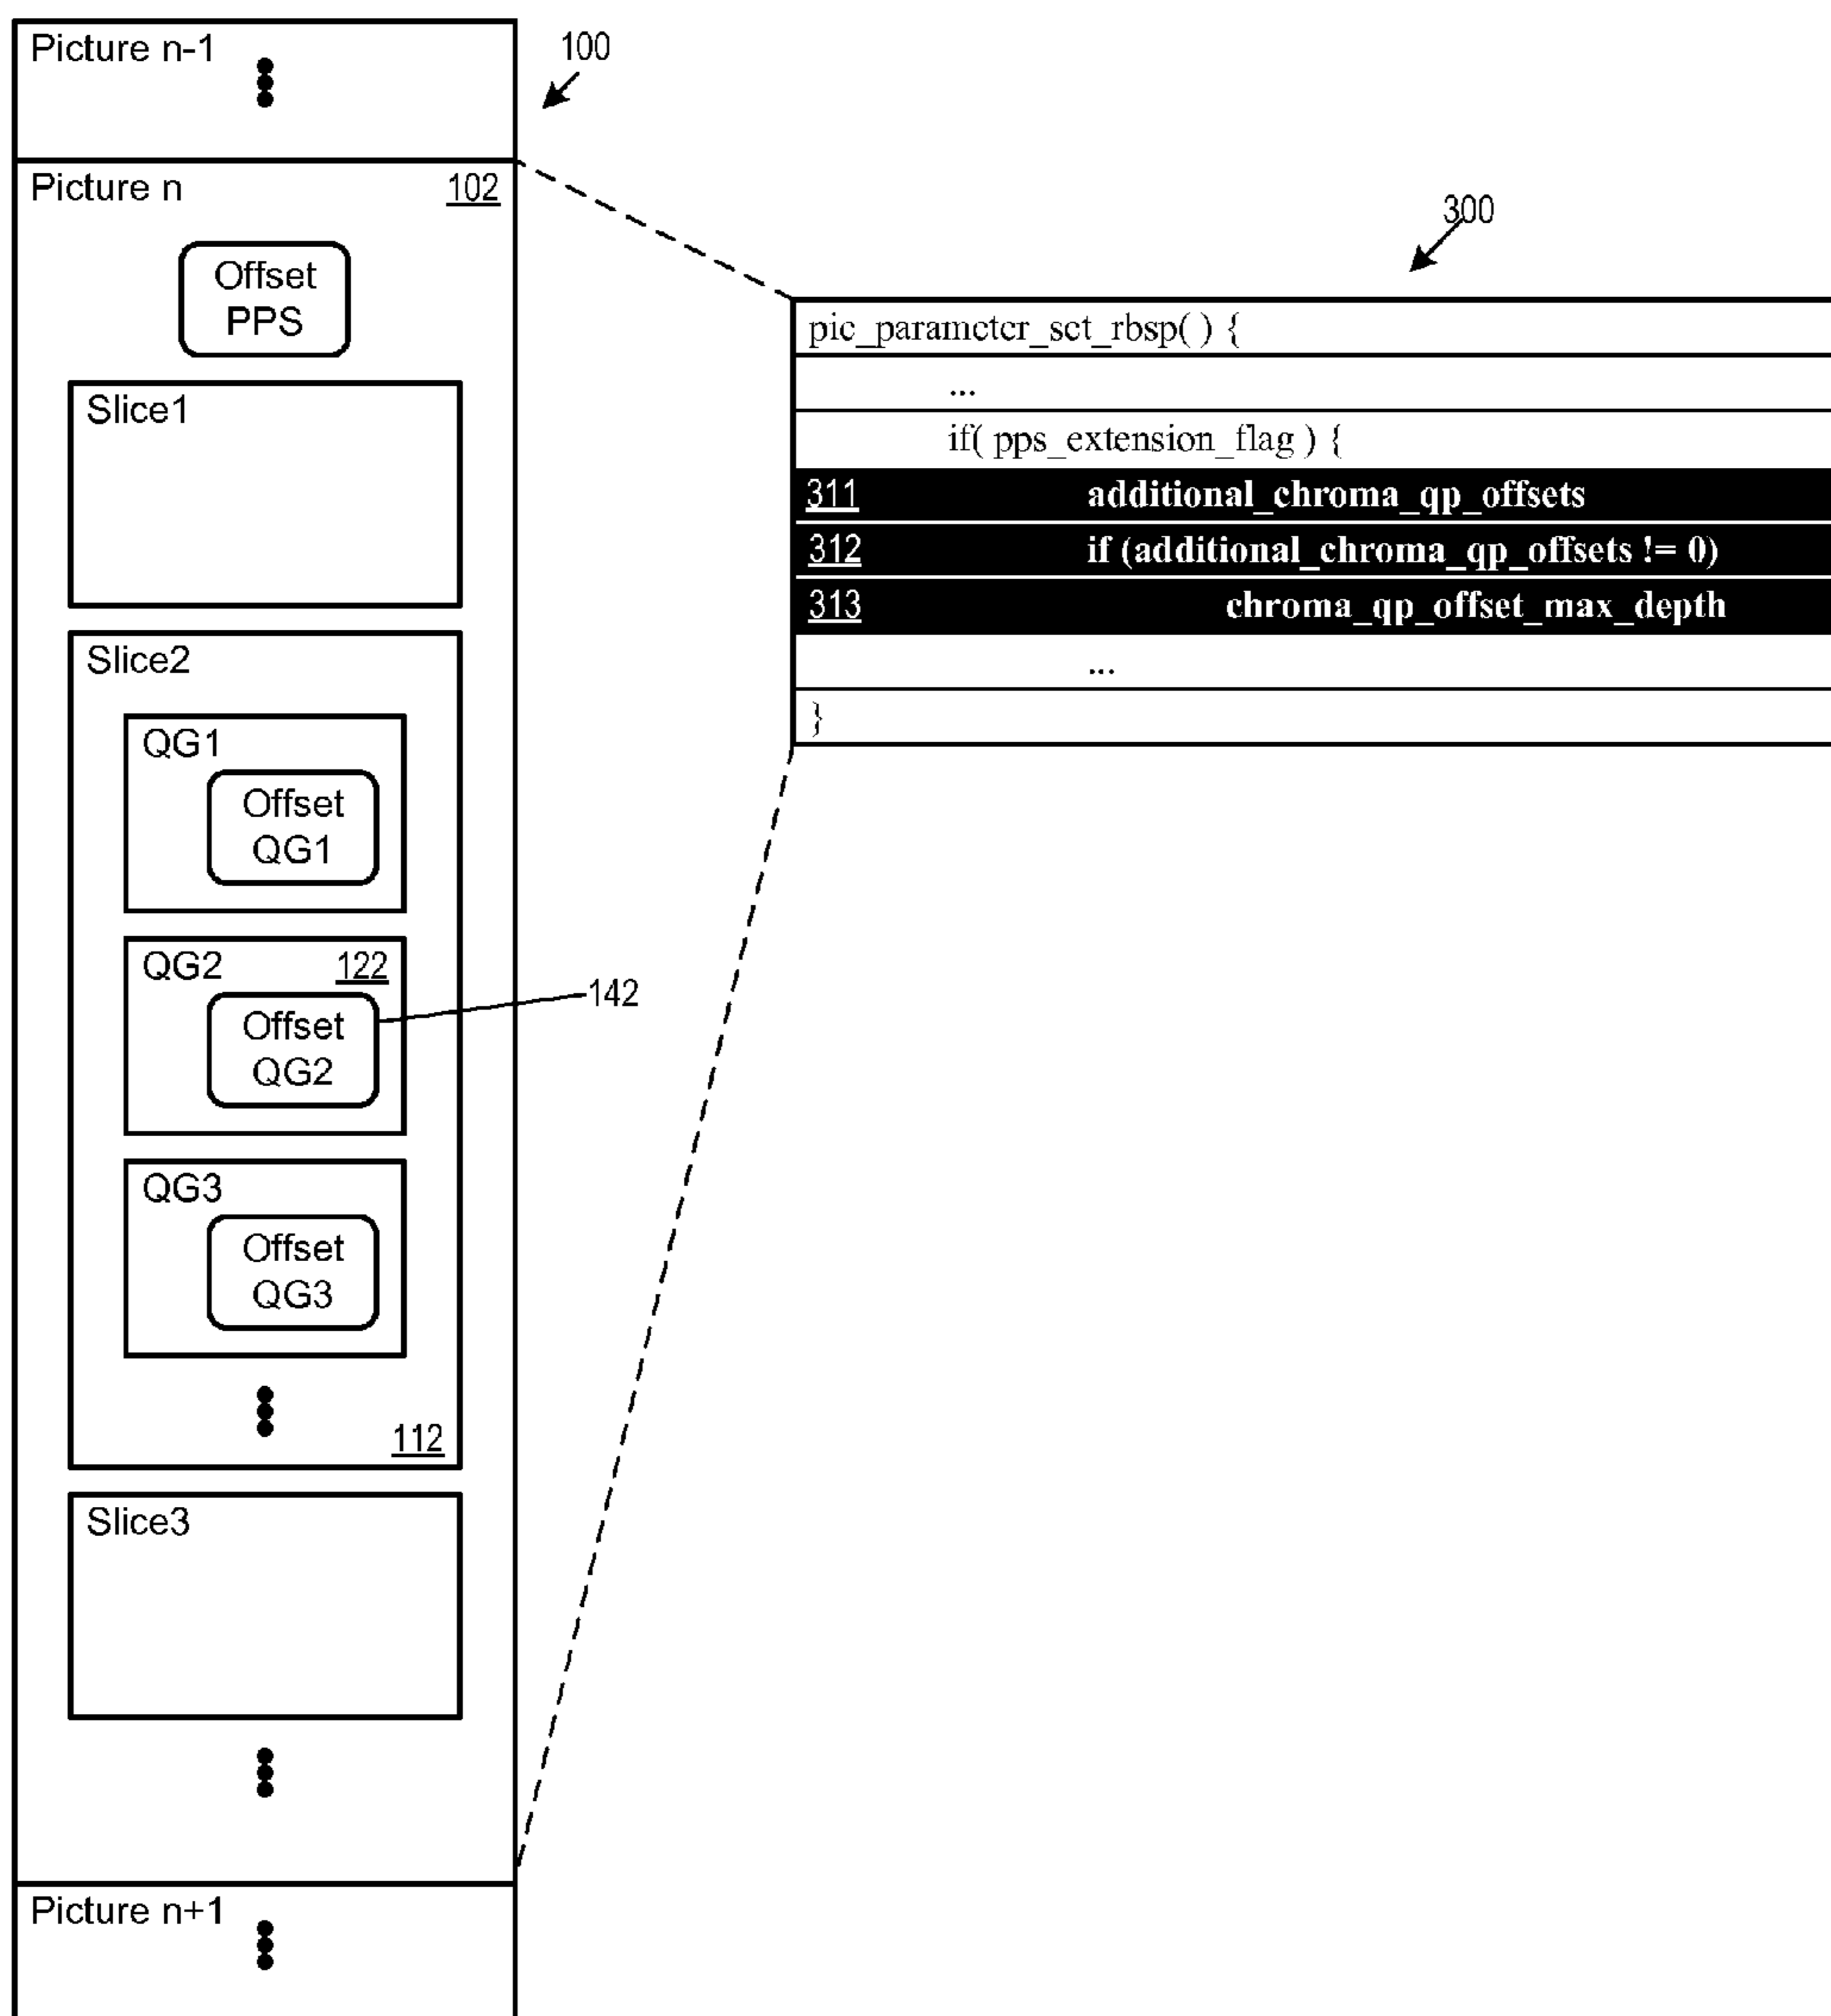 Picture n-1
100
Picture n 102
Offset
PPS
Slice1
Slice2
QG1
Offset
QG1
QG2 122
Offset
QG2
142
QG3
Offset
QG3
112
Slice3
Picture n+1
300
pic_parameter_set_rbsp( ) {
...
if( pps_extension_flag ) {
311 additional_chroma_qp_offsets
312 if (additional_chroma_qp_offsets != 0)
313 chroma_qp_offset_max_depth
...
}